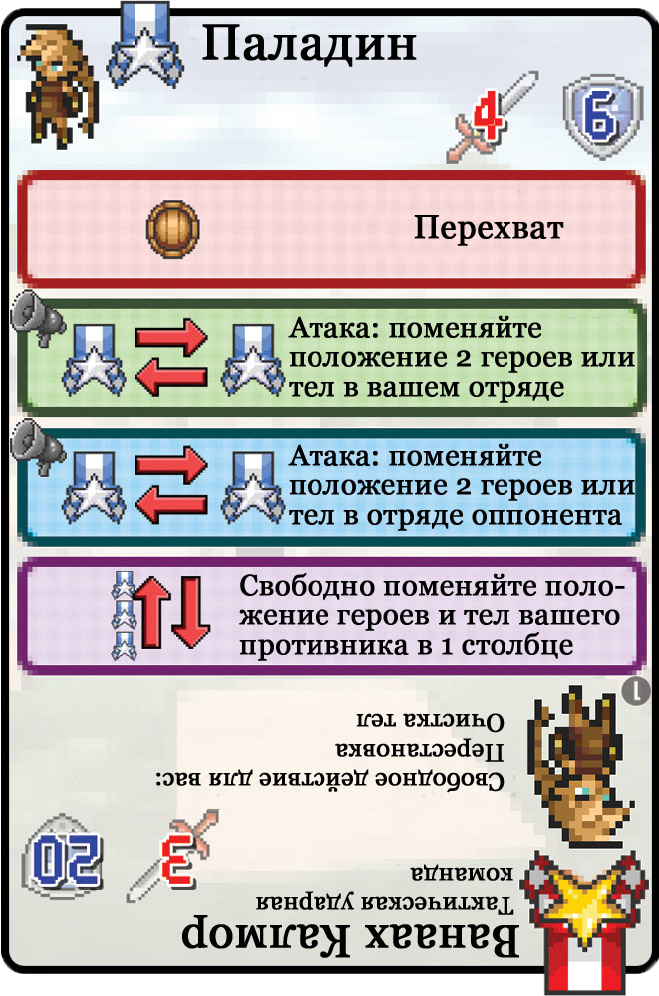 Паладин
4
6
Перехват
Атака: поменяйте
положение 2 героев или
тел в вашем отряде
Атака: поменяйте
положение 2 героев или
тел в отряде оппонента
Свободно поменяйте поло-
жение героев и тел вашего
противника в 1 столбце
1
Ванаах Калмор
Тактическая ударная
команда
3
20
Свободное действие для вас:
Перестановка
Очистка тел